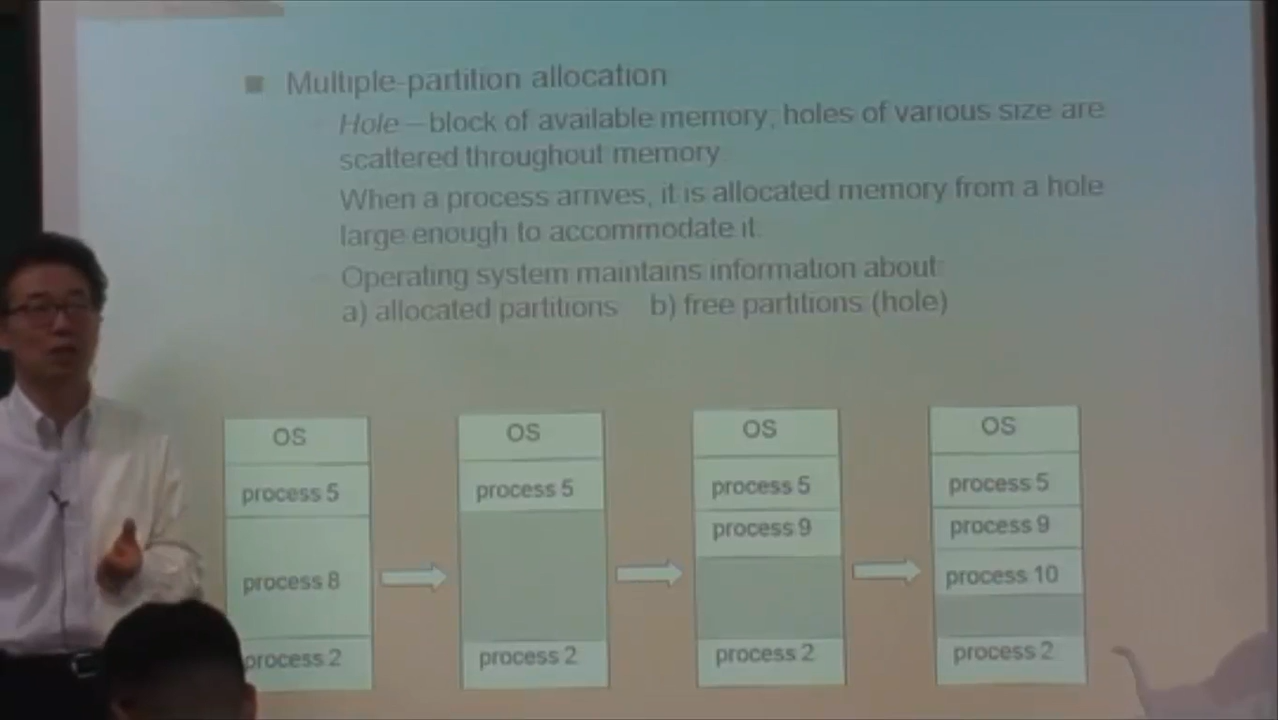 Multiple-partition allocation
Hole – block of available memory; holes of various size are
scattered throughout memory
When a process arrives, it is allocated memory from a hole
large enough to accommodate it.
Operating system maintains information about:
a) allocated partitions b) free partitions (hole)
OS
process 5
process 8
process 2
OS
process 5
process 2
OS
process 5
process 9
process 2
OS
process 5
process 9
process 10
process 2